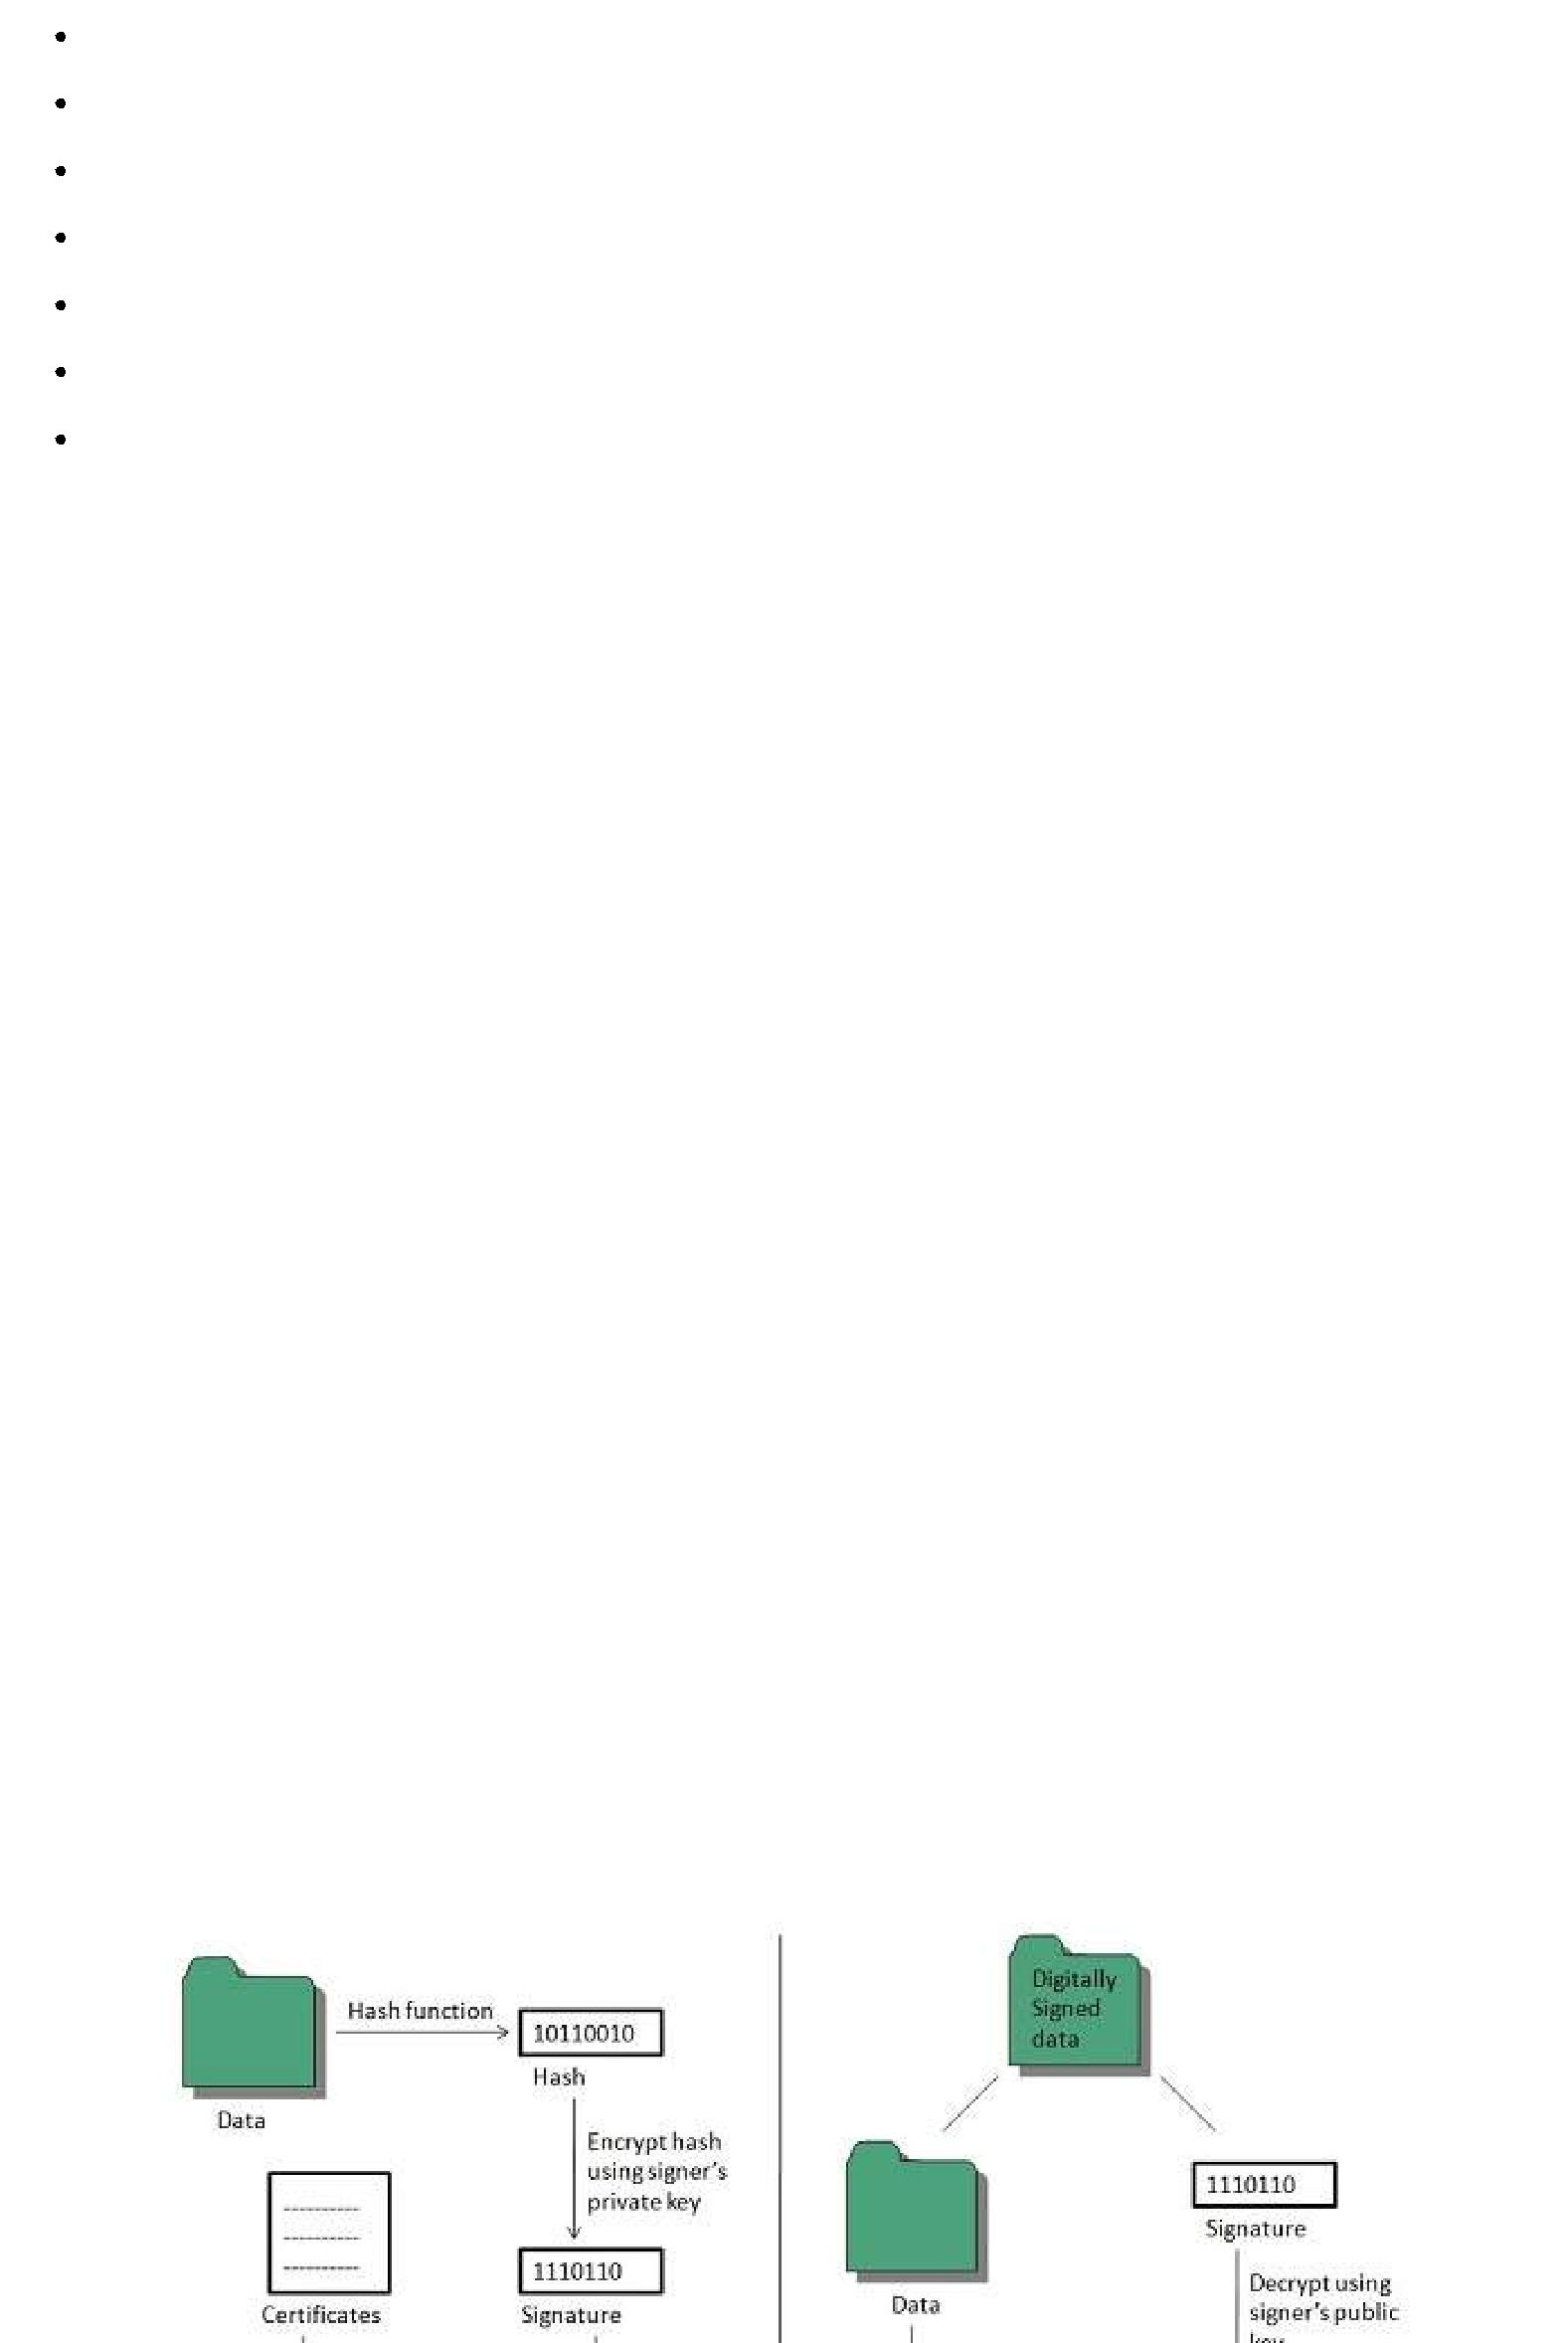 Hash function
10110010
Hash
Data
Encrypt hash
using signer's
private key
1110110
Certificates
Signature
Digitally
Signed
data
1110110
Signature
Data
Decrypt using
signer's public
key